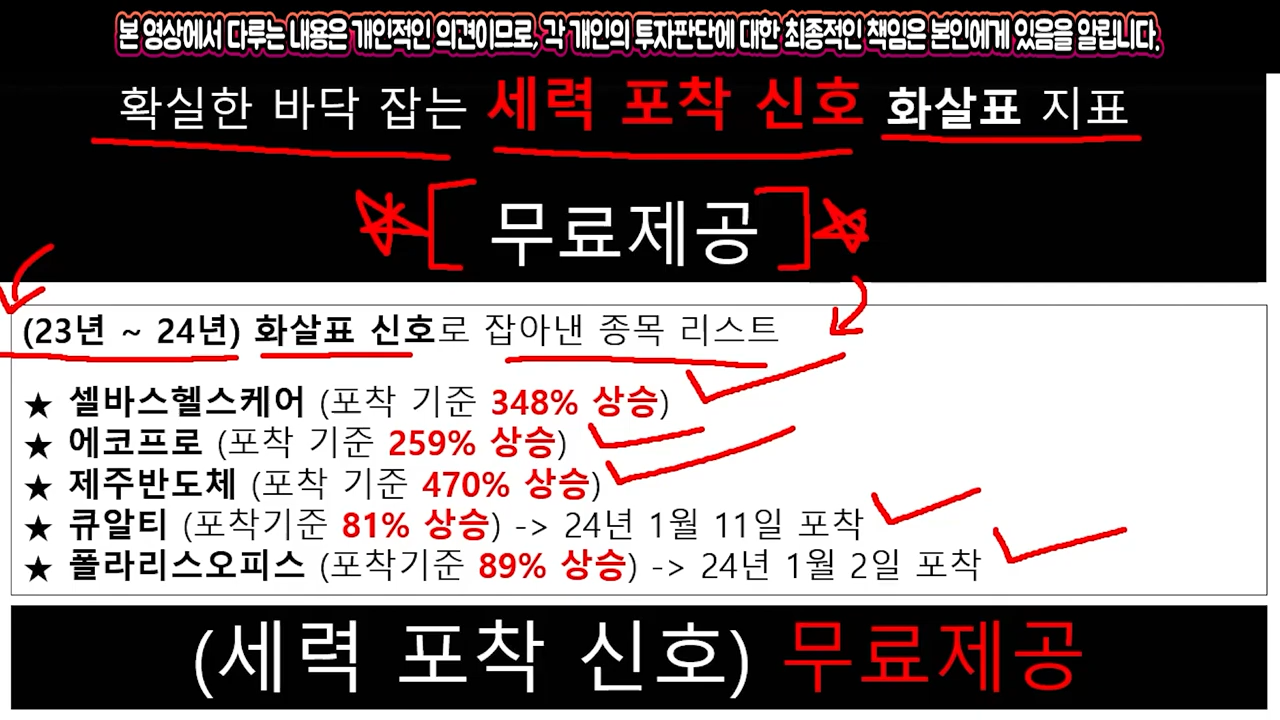 본 영상에서 다루는 내용은 개인적인 의견이므로, 각 개인의 투자판단에 대한 최종적인 책임은 본인에게 있음을 알립니다.
확실한 바닥 잡는 세력 포착 신호 화살표 지표
무료제공
(23년 ~ 24년) 화살표 신호로 잡아낸 종목 리스트
★ 셀바스헬스케어 (포착 기준 348% 상승)
★ 에코프로 (포착 기준 259% 상승)
★ 제주반도체 (포착 기준 470% 상승)
★ 큐알티 (포착기준 81% 상승) -> 24년 1월 11일 포착
★ 폴라리스오피스 (포착기준 89% 상승) -> 24년 1월 2일 포착
(세력 포착 신호) 무료제공